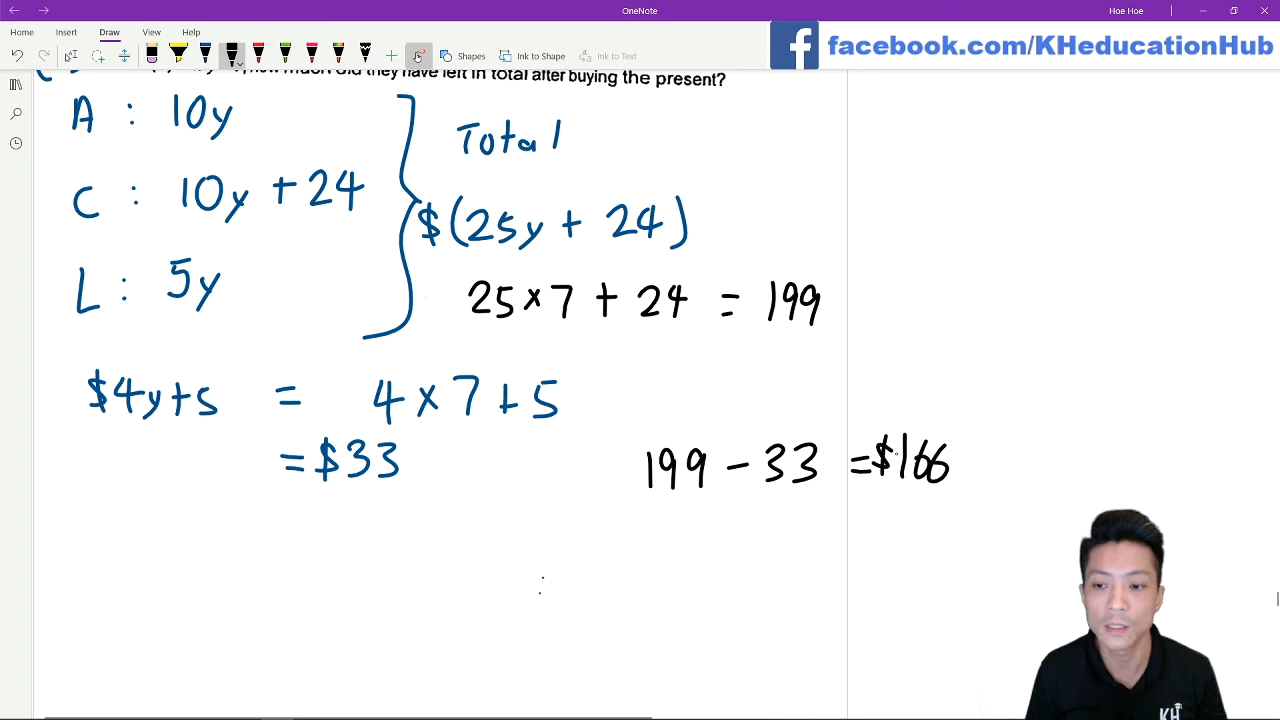 OneNote
Hoe Hoe
Home Insert Draw View Help
Shapes Ink to Shape Ink to Text
facebook.com/KHeducationHub
how much did they have left in total after buying the present?
A : 10y
Total
C : 10y + 24
$(25y + 24)
L : 5y
25 × 7 + 24 = 199
$4y+5 = 4 × 7 + 5
= $33
199 - 33 = $166
KH